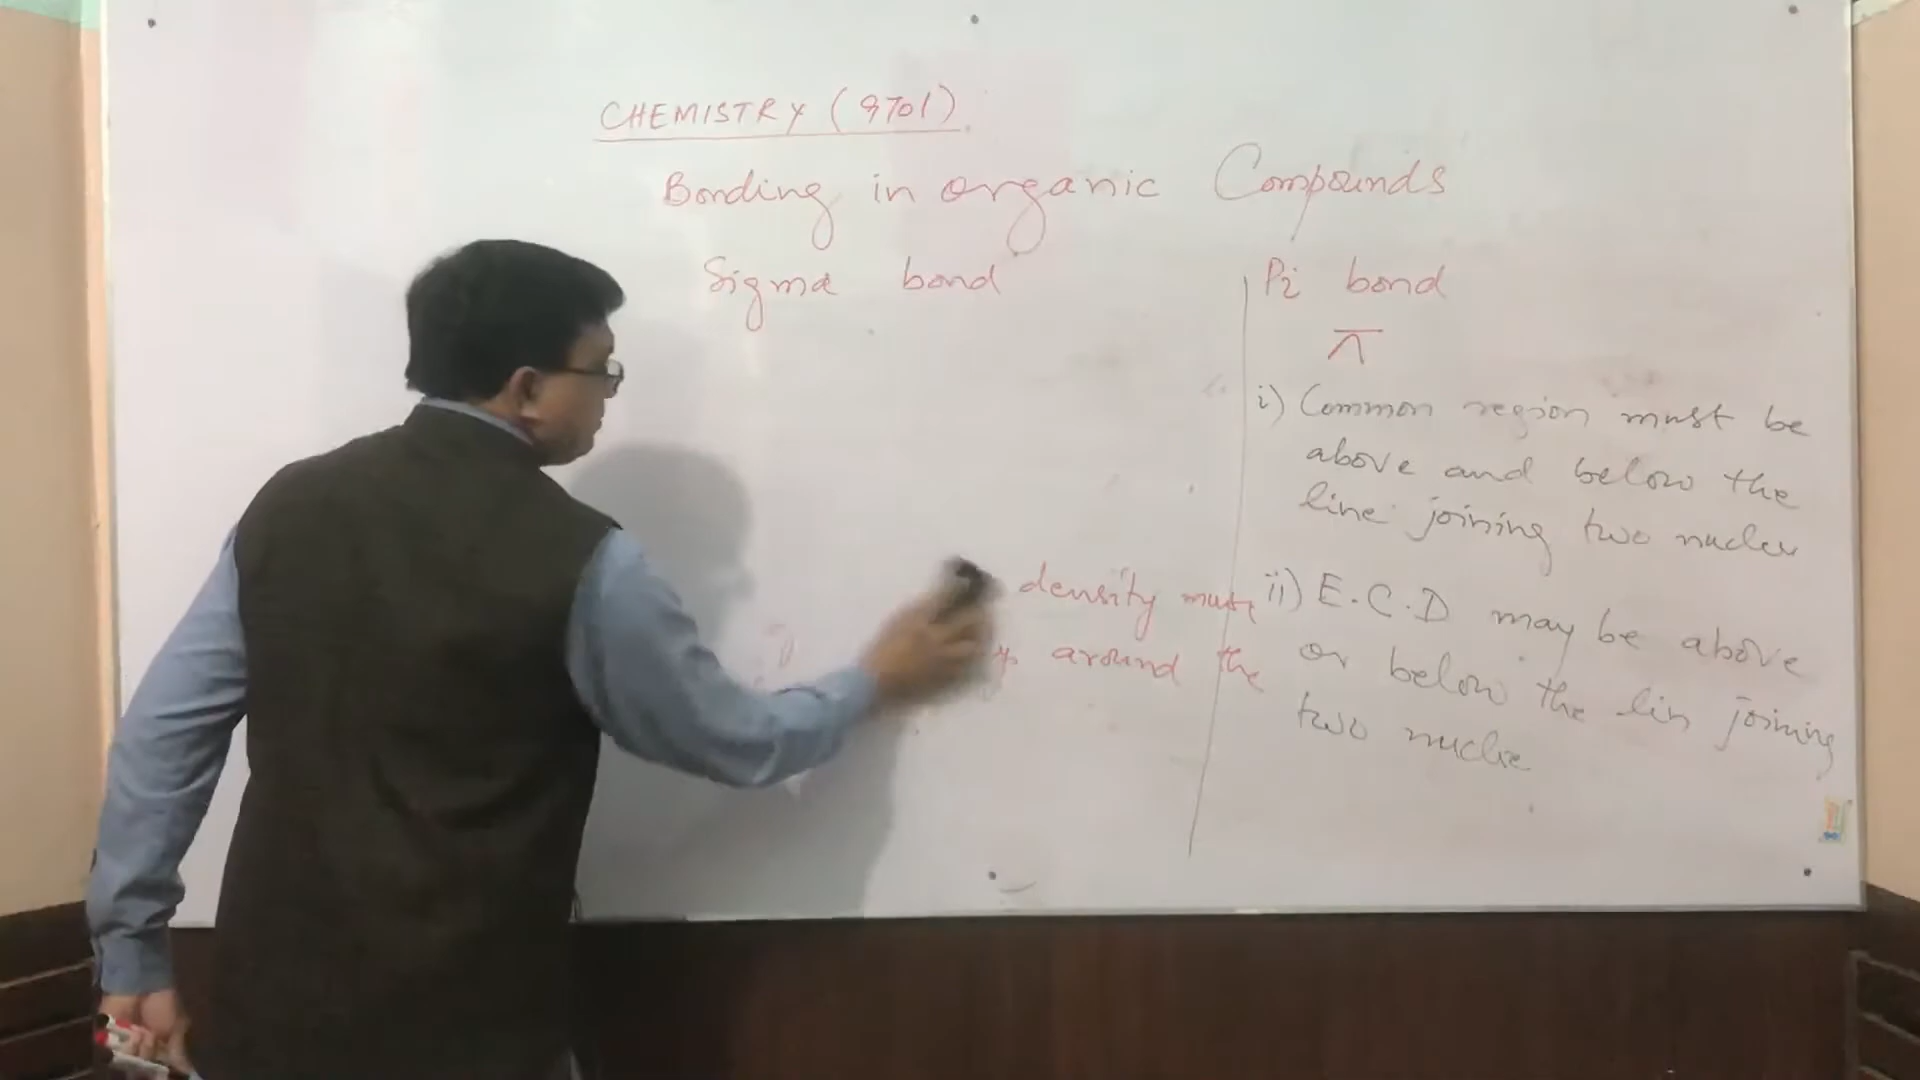 CHEMISTRY (9701)
Bonding in organic Compounds
Sigma bond
density must
around the
Pi bond
π
i) Common region must be
above and below the
line joining two nuclei
ii) E.C.D may be above
or below the lin joining
two nuclie